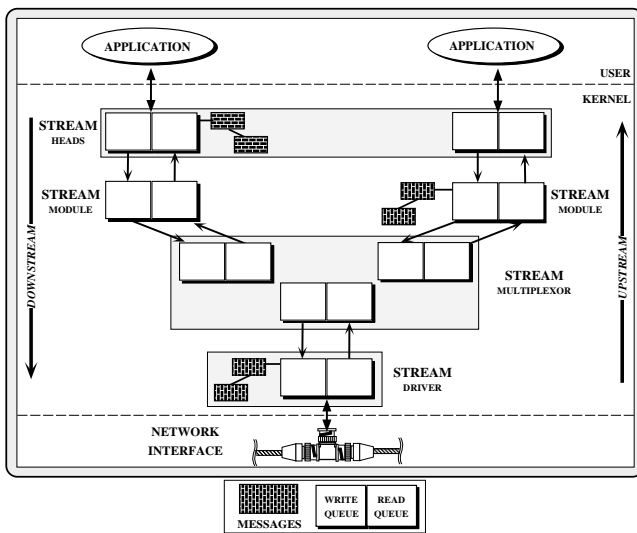 APPLICATION
APPLICATION
USER
KERNEL
STREAM
HEADS
STREAM
MODULE
STREAM
MODULE
DOWNSTREAM
UPSTREAM
STREAM
MULTIPLEXOR
STREAM
DRIVER
NETWORK
INTERFACE
MESSAGES
WRITE
QUEUE
READ
QUEUE